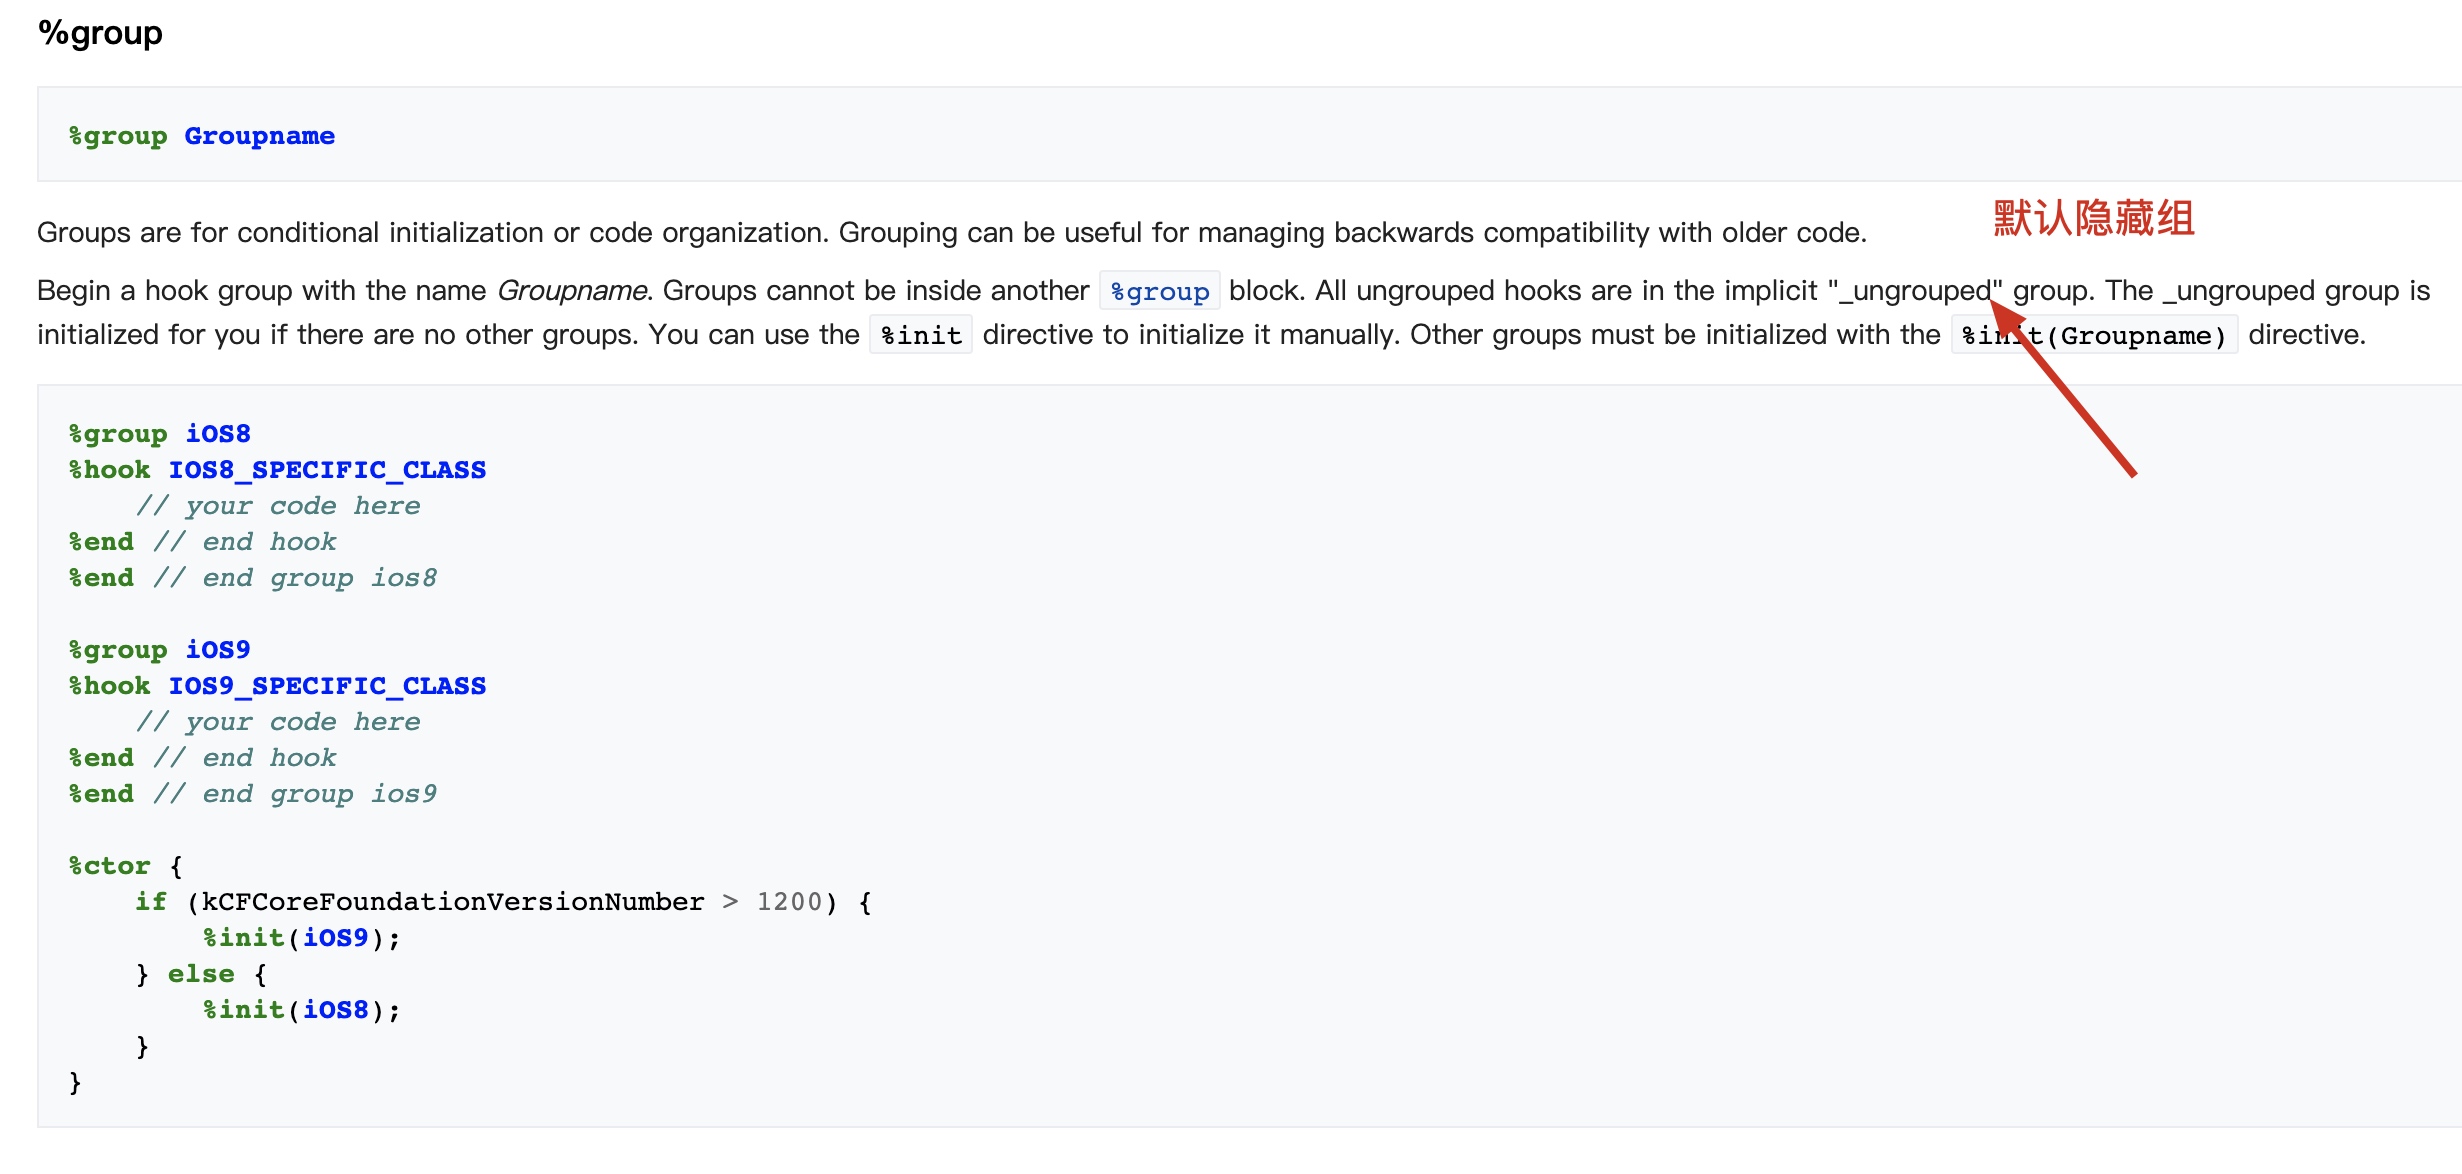 %group
%group Groupname
默认隐藏组
Groups are for conditional initialization or code organization. Grouping can be useful for managing backwards compatibility with older code.
Begin a hook group with the name Groupname. Groups cannot be inside another %group block. All ungrouped hooks are in the implicit "_ungrouped" group. The _ungrouped group is
initialized for you if there are no other groups. You can use the %init directive to initialize it manually. Other groups must be initialized with the %init(Groupname) directive.
%group iOS8
%hook IOS8_SPECIFIC_CLASS
// your code here
%end // end hook
%end // end group ios8
%group iOS9
%hook IOS9_SPECIFIC_CLASS
// your code here
%end // end hook
%end // end group ios9
%ctor {
if (kCFCoreFoundationVersionNumber > 1200) {
%init(iOS9);
} else {
%init(iOS8);
}
}